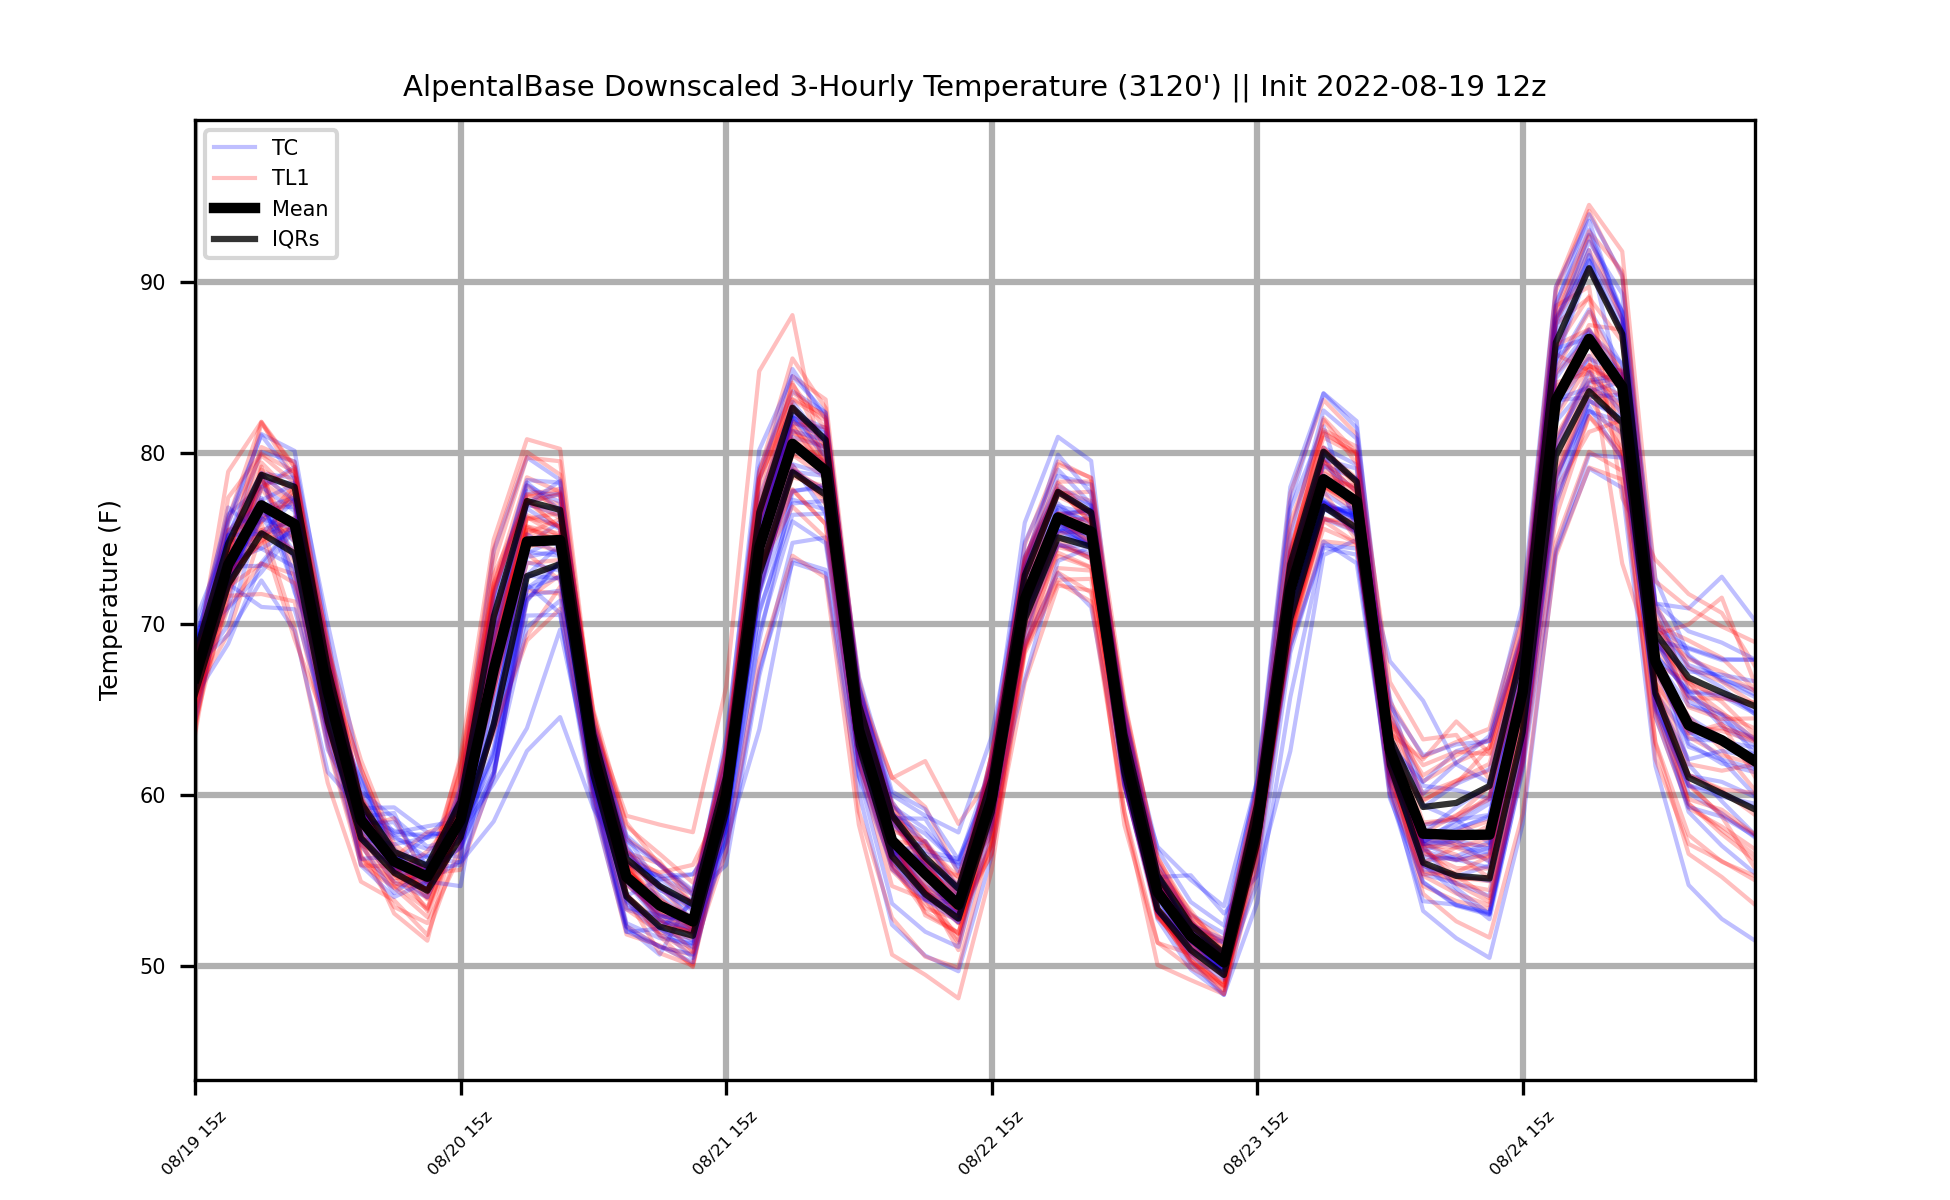 AlpentalBase Downscaled 3-Hourly Temperature (3120') || Init 2022-08-19 12z
TC
TL1
Mean
IQRs
Temperature (F)
90
80
70
60
50
08/19 15z
08/20 15z
08/21 15z
08/22 15z
08/23 15z
08/24 15z